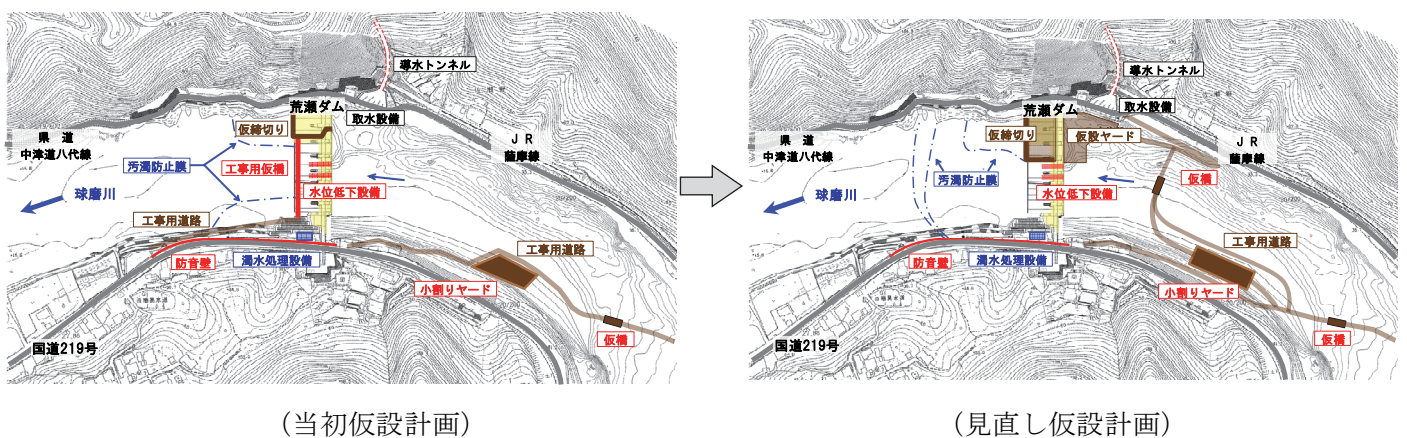 導水トンネル
荒瀬ダム
取水設備
県 道
中津道八代線
仮締切り
JR
薩摩線
汚濁防止膜
工事用仮橋
球磨川
水位低下設備
工事用道路
工事用道路
防音壁
濁水処理設備
小割りヤード
仮橋
国道219号
(当初仮設計画)
導水トンネル
荒瀬ダム
取水設備
県 道
中津道八代線
仮締切り
仮設ヤード
JR
薩摩線
汚濁防止膜
仮橋
球磨川
水位低下設備
工事用道路
防音壁
濁水処理設備
小割りヤード
仮橋
国道219号
(見直し仮設計画)